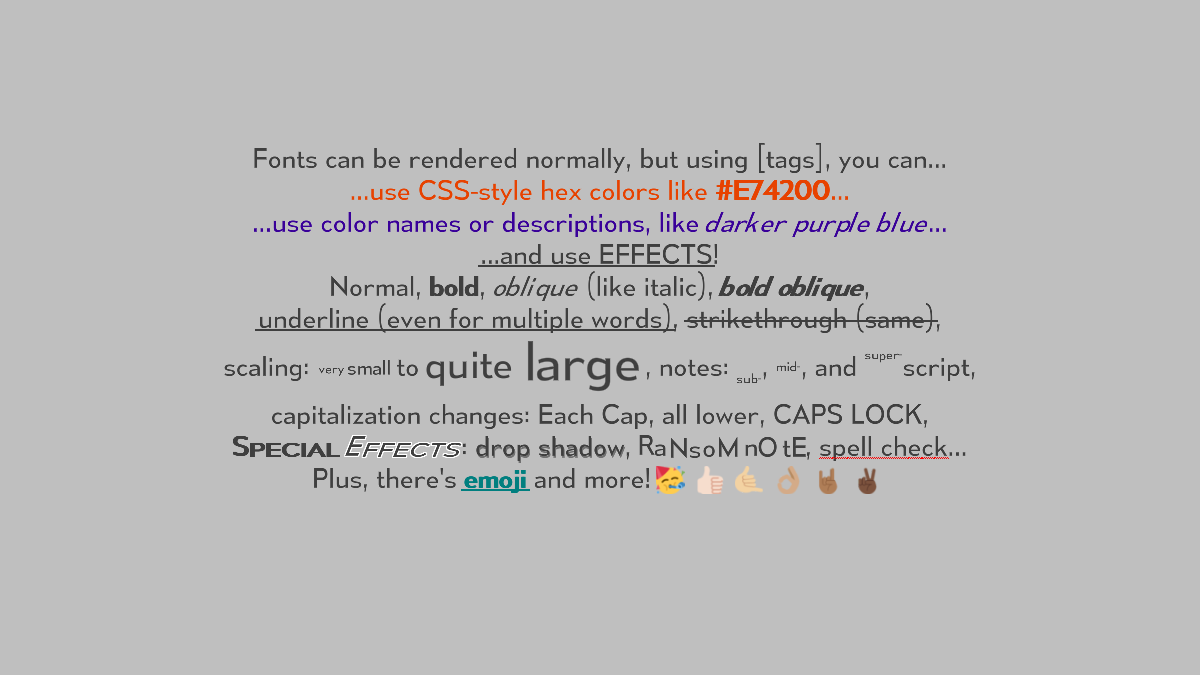 Fonts can be rendered normally, but using [tags], you can...
...use CSS-style hex colors like #E74200...
...use color names or descriptions, like darker purple blue...
...and use EFFECTS!
Normal, bold, oblique (like italic), bold oblique,
underline (even for multiple words), strikethrough (same),
scaling: very small to quite large, notes: sub-, mid-, and super-script,
capitalization changes: Each Cap, all lower, CAPS LOCK,
SPECIAL EFFECTS: drop shadow, RaNsoM nOtE, spell check...
Plus, there's emoji and more! 🥳 👍🏻 🤙🏼 👌🏽 🤘🏾 ✌🏿